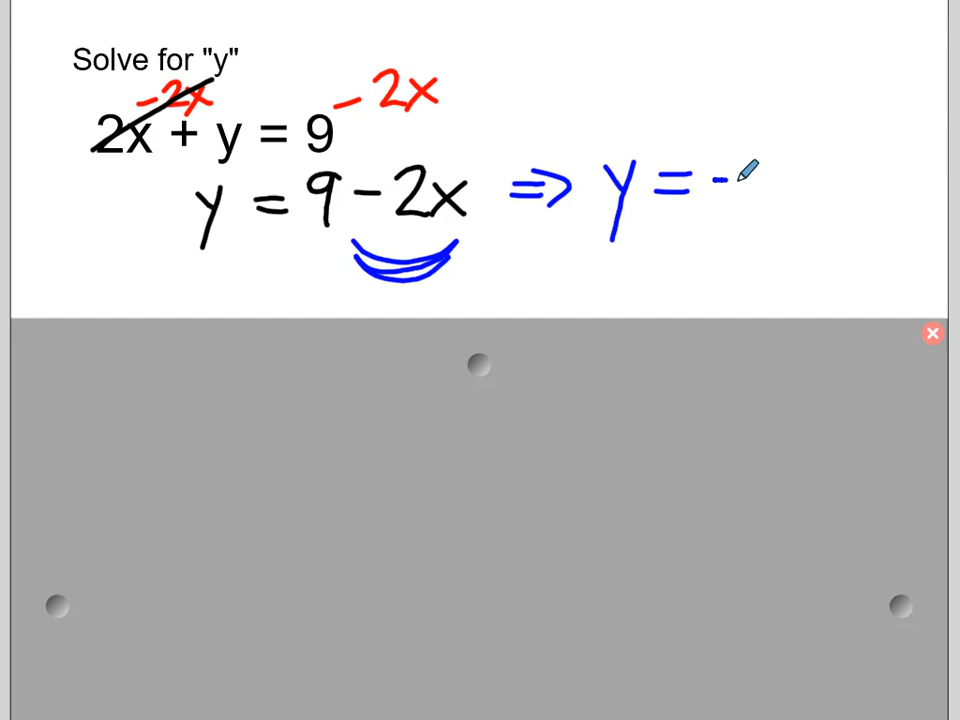 Solve for "y"
-2x - 2x
2x + y = 9
y = 9 - 2x ⇒ y = -